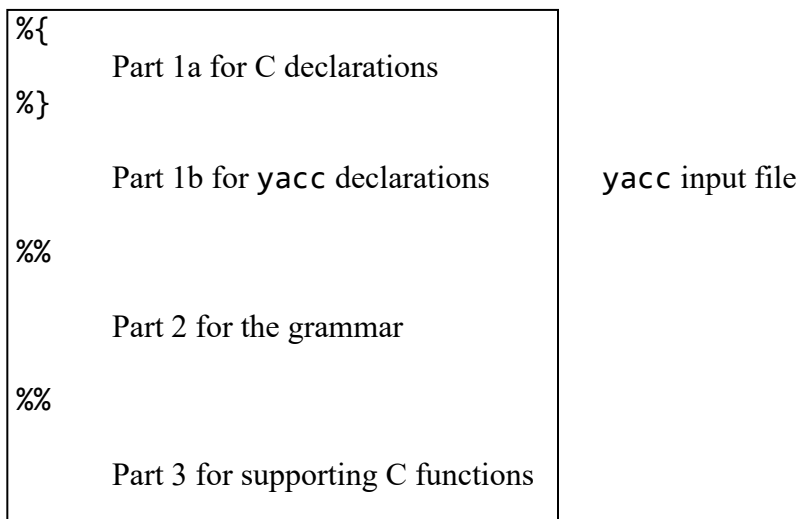 %{
Part 1a for C declarations
%}
Part 1b for yacc declarations
yacc input file
%%
Part 2 for the grammar
%%
Part 3 for supporting C functions